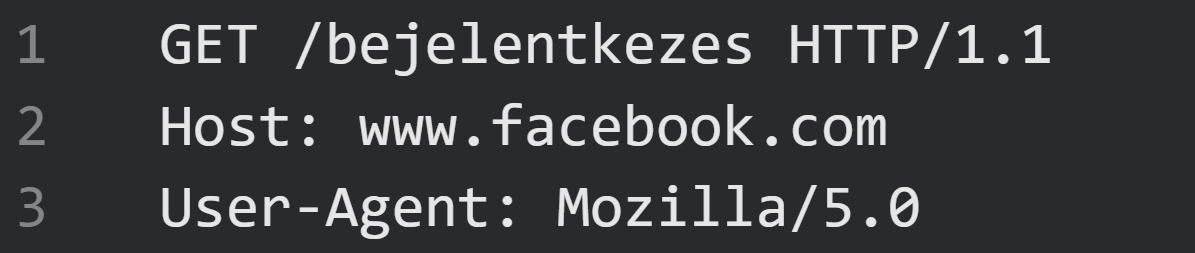 1 GET /bejelentkezes HTTP/1.1
2 Host: www.facebook.com
3 User-Agent: Mozilla/5.0